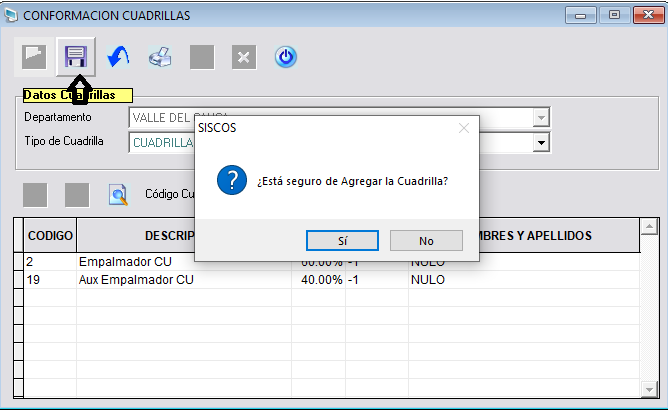 CONFORMACION CUADRILLAS
Datos Cuadrillas
Departamento
VALLE DEL CAUCA
Tipo de Cuadrilla
CUADRILLA
SISCOS
¿Está seguro de Agregar la Cuadrilla?
Sí
No
Código Cu
CODIGO
DESCRIP
MBRES Y APELLIDOS
2
Empalmador CU
60.00%
-1
NULO
19
Aux Empalmador CU
40.00%
-1
NULO